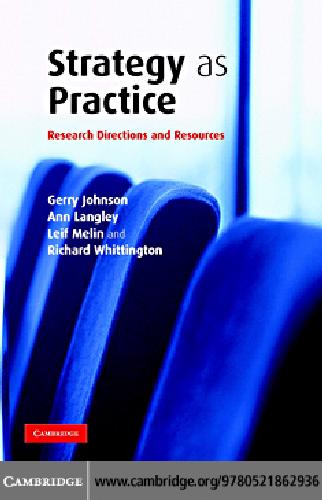 Strategy as
Practice
Research Directions and Resources
Gerry Johnson
Ann Langley
Leif Melin and
Richard Whittington
CAMBRIDGE
CAMBRIDGE
www.cambridge.org/9780521862936